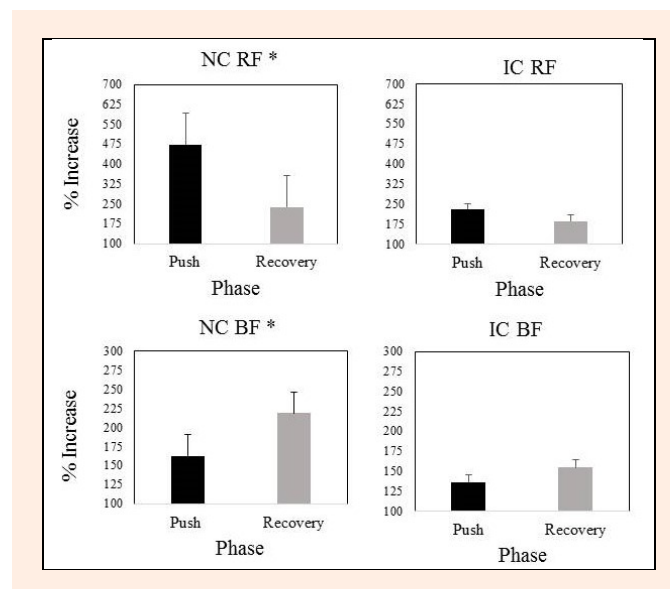 NC RF *
700
625
550
475
400
325
250
175
100
% Increase
Push Recovery
Phase
IC RF
700
625
550
475
400
325
250
175
100
Push Recovery
Phase
NC BF *
300
275
250
225
200
175
150
125
100
% Increase
Push Recovery
Phase
IC BF
300
275
250
225
200
175
150
125
100
Push Recovery
Phase